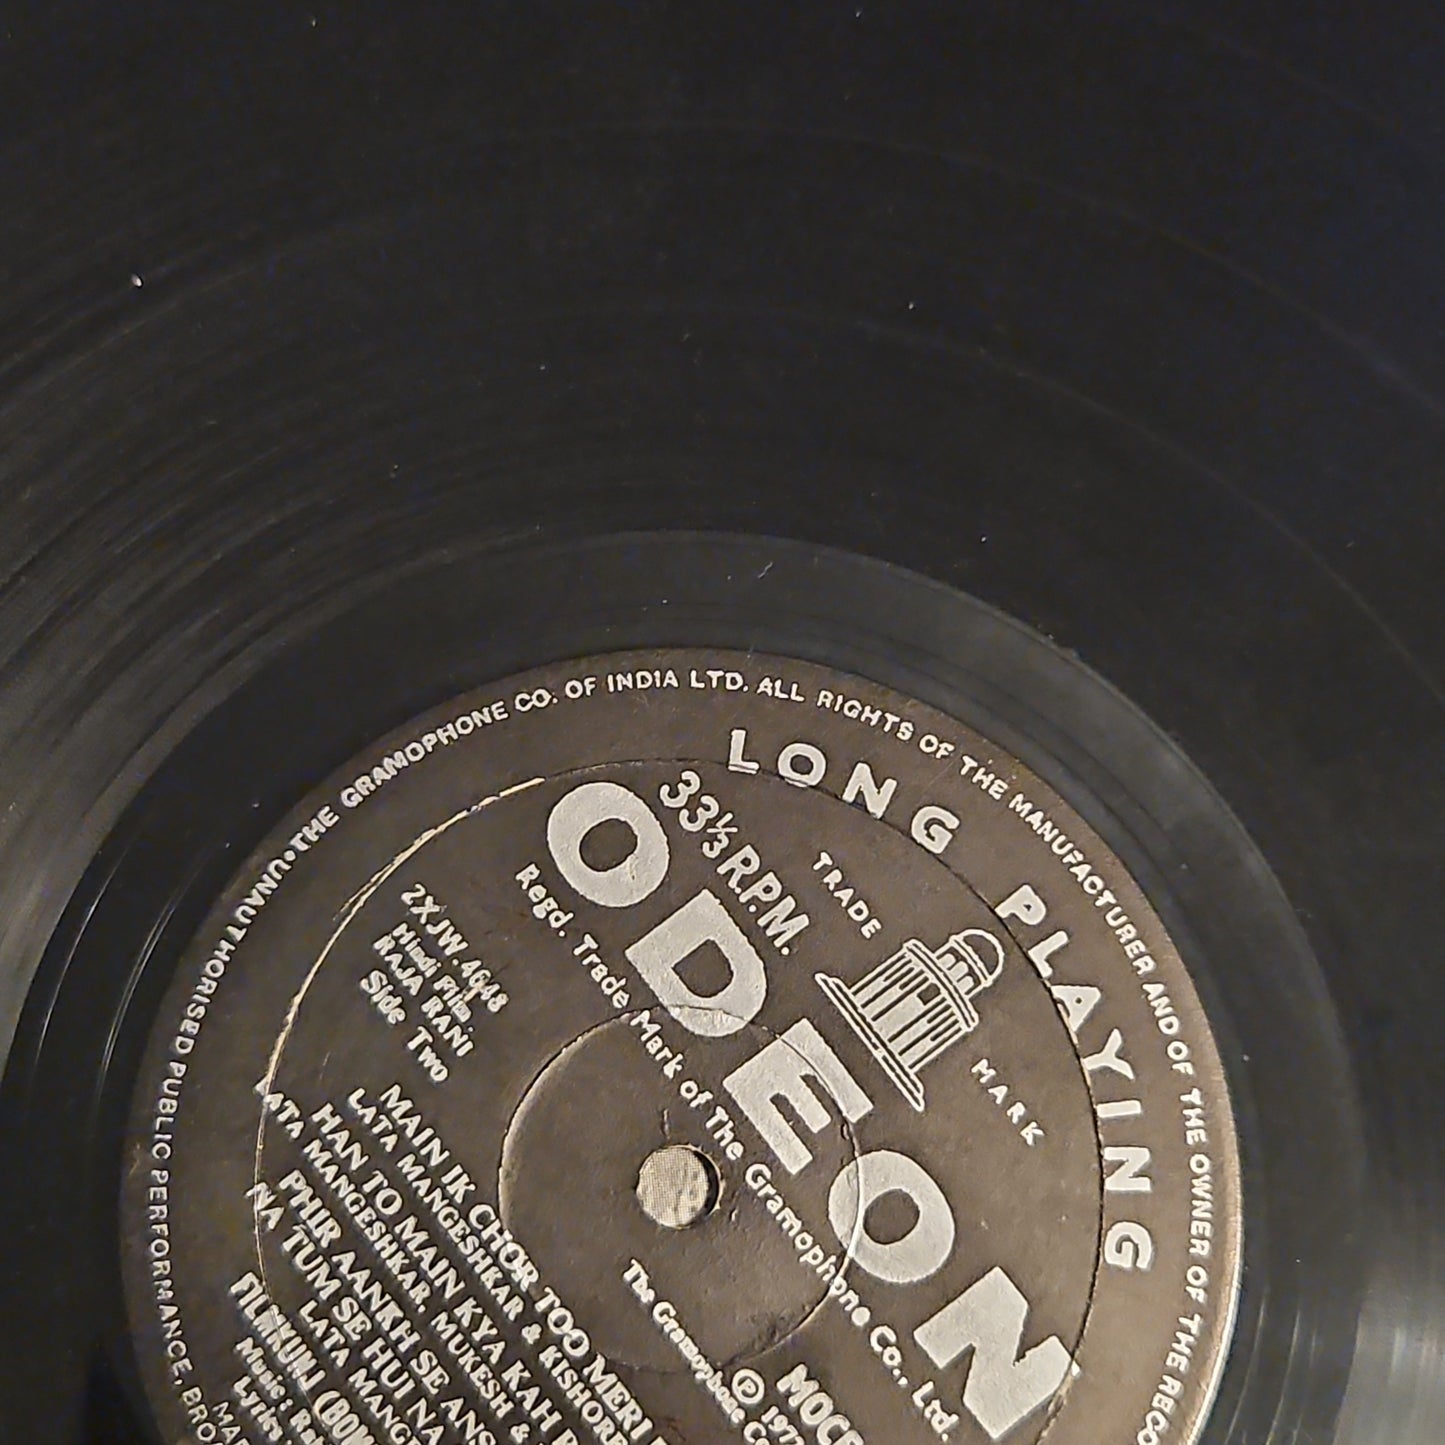 THE GRAMOPHONE CO. OF INDIA LTD. ALL RIGHTS OF THE MANUFACTURER AND OF THE OWNER OF THE RECO
UNAUTHORISED PUBLIC PERFORMANCE, BRO
LONG PLAYING
33⅓ R.P.M.
TRADE
MARK
ODEON
Regd. Trade Mark of The Gramophone Co., Ltd.
2XJW.4648
Hindi Film,
RAJA RANI
Side Two
The Gramophone Co
℗
MOCE
MAIN IK CHOR TOO MERI
LATA MANGESHKAR & KISHORE
HAN TO MAIN KYA KAH
LATA MANGESHKAR, MUKESH &
PHIR AANKH SE ANS
NA TUM SE HUI NA
LATA MANGE
FILMKUNJ (BOM
Music: Rah
Lyrics